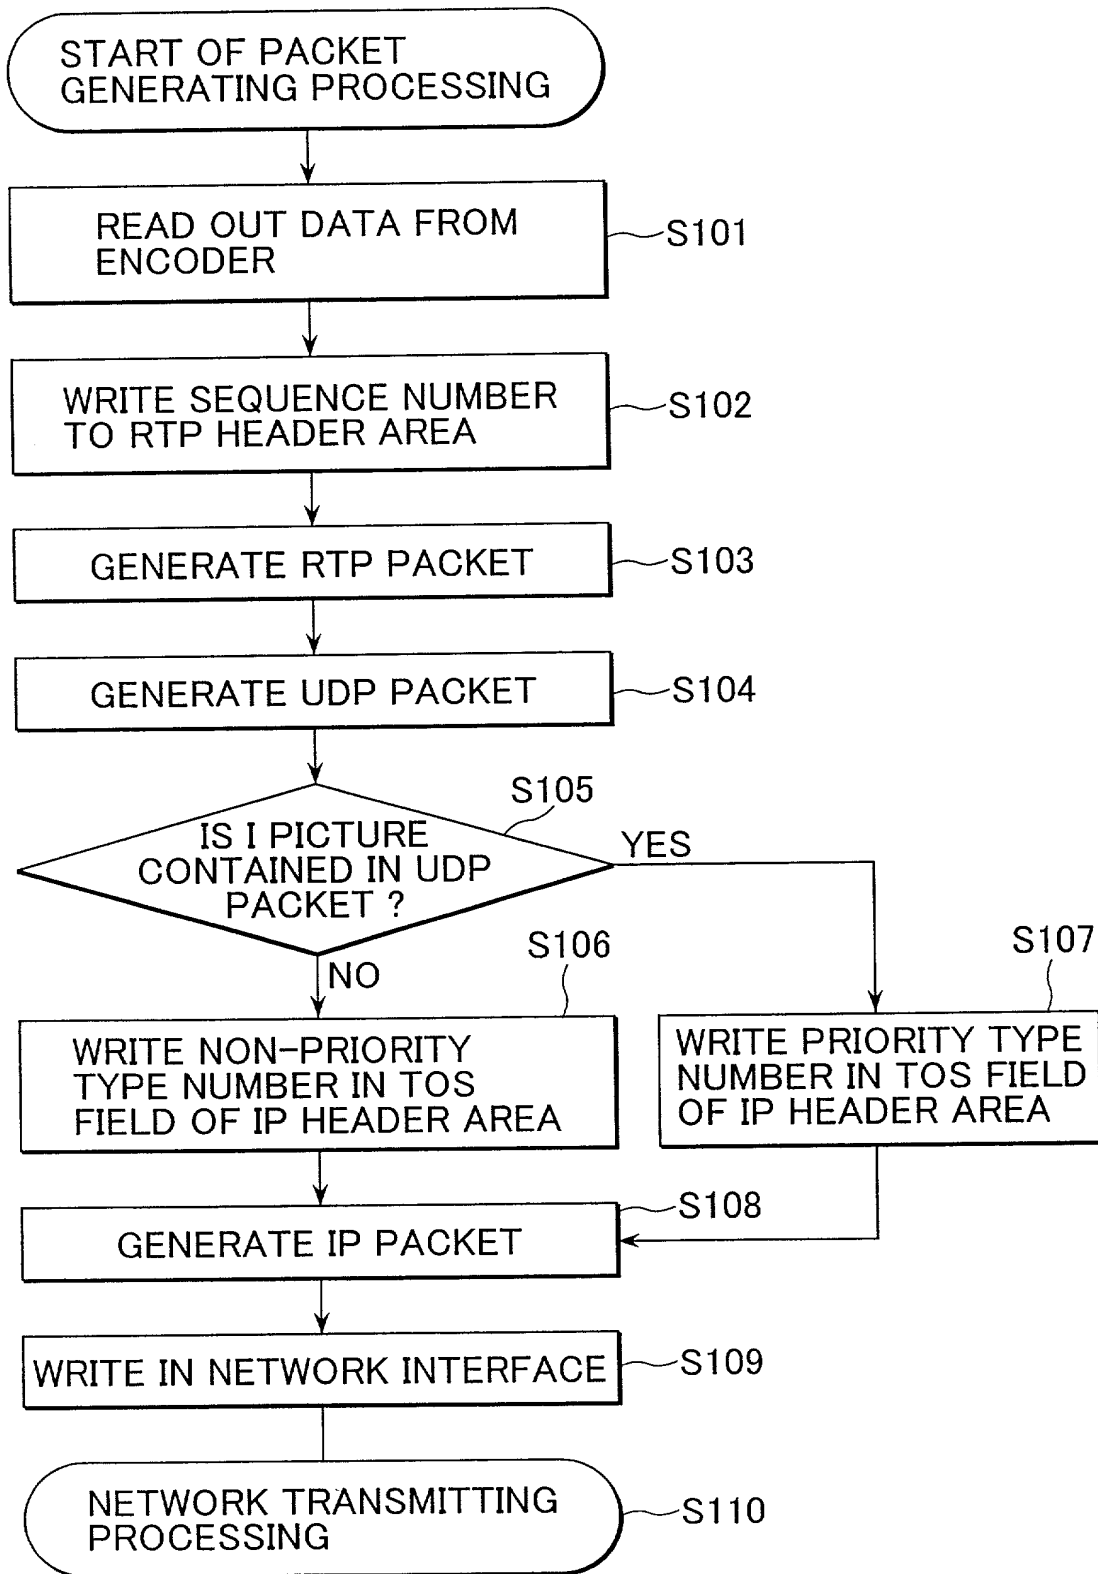 START OF PACKET
GENERATING PROCESSING
READ OUT DATA FROM
ENCODER
S101
WRITE SEQUENCE NUMBER
TO RTP HEADER AREA
S102
GENERATE RTP PACKET
S103
GENERATE UDP PACKET
S104
S105
IS I PICTURE
CONTAINED IN UDP
PACKET ?
YES
NO
S106
WRITE NON-PRIORITY
TYPE NUMBER IN TOS
FIELD OF IP HEADER AREA
S107
WRITE PRIORITY TYPE
NUMBER IN TOS FIELD
OF IP HEADER AREA
S108
GENERATE IP PACKET
WRITE IN NETWORK INTERFACE
S109
NETWORK TRANSMITTING
PROCESSING
S110